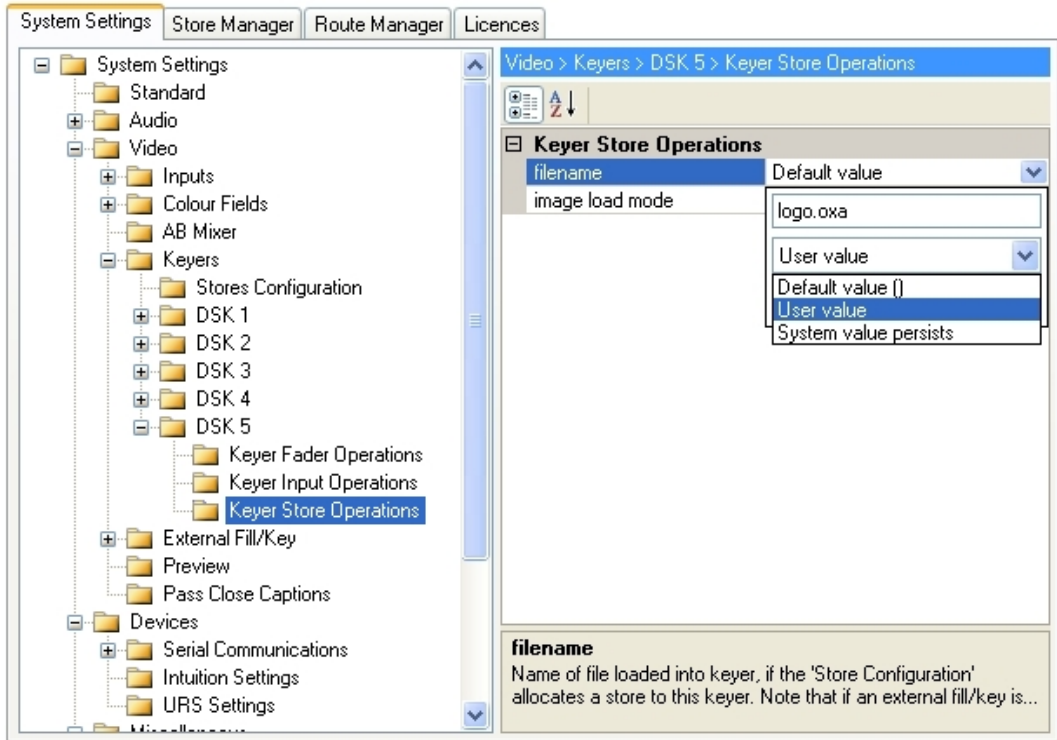 System Settings
Store Manager
Route Manager
Licences
System Settings
Standard
Audio
Video
Inputs
Colour Fields
AB Mixer
Keyers
Stores Configuration
DSK 1
DSK 2
DSK 3
DSK 4
DSK 5
Keyer Fader Operations
Keyer Input Operations
Keyer Store Operations
External Fill/Key
Preview
Pass Close Captions
Devices
Serial Communications
Intuition Settings
URS Settings
Miscellaneous
Video > Keyers > DSK 5 > Keyer Store Operations
Keyer Store Operations
filename Default value
image load mode
logo.oxa
User value
Default value ()
User value
System value persists
filename
Name of file loaded into keyer, if the 'Store Configuration'
allocates a store to this keyer. Note that if an external fill/key is...